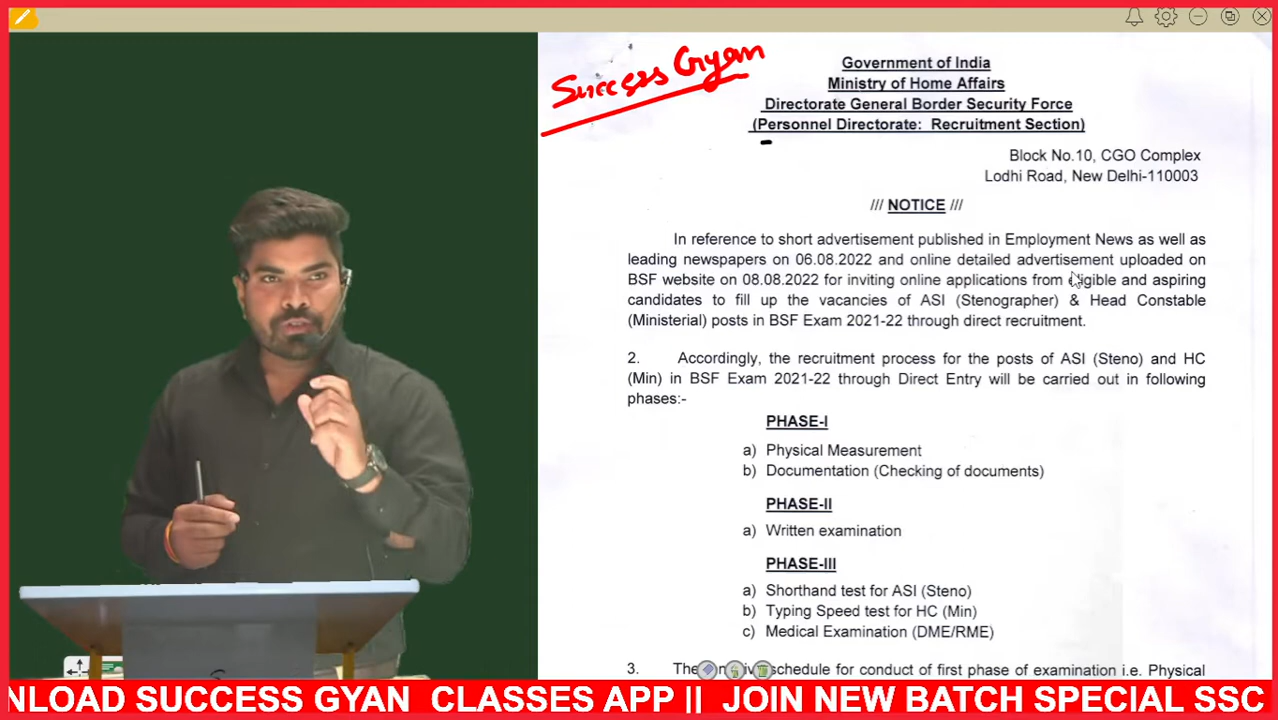 Success Gyan
Government of India
Ministry of Home Affairs
Directorate General Border Security Force
(Personnel Directorate: Recruitment Section)
Block No.10, CGO Complex
Lodhi Road, New Delhi-110003
/// NOTICE ///
In reference to short advertisement published in Employment News as well as
leading newspapers on 06.08.2022 and online detailed advertisement uploaded on
BSF website on 08.08.2022 for inviting online applications from eligible and aspiring
candidates to fill up the vacancies of ASI (Stenographer) & Head Constable
(Ministerial) posts in BSF Exam 2021-22 through direct recruitment.
2. Accordingly, the recruitment process for the posts of ASI (Steno) and HC
(Min) in BSF Exam 2021-22 through Direct Entry will be carried out in following
phases:-
PHASE-I
a) Physical Measurement
b) Documentation (Checking of documents)
PHASE-II
a) Written examination
PHASE-III
a) Shorthand test for ASI (Steno)
b) Typing Speed test for HC (Min)
c) Medical Examination (DME/RME)
3. The schedule for conduct of first phase of examination i.e. Physical
NLOAD SUCCESS GYAN CLASSES APP || JOIN NEW BATCH SPECIAL SSC